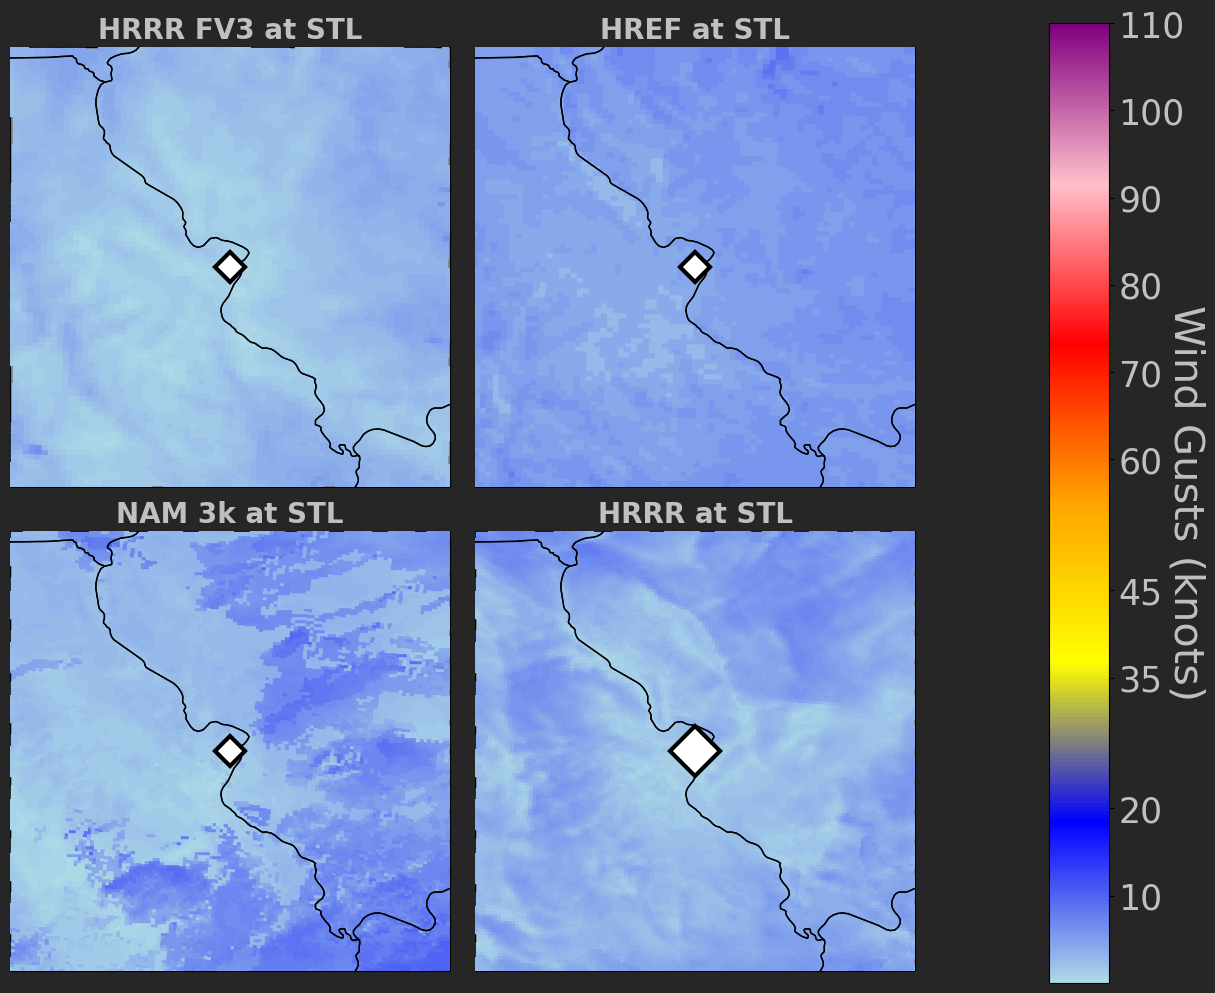 HRRR FV3 at STL
HREF at STL
NAM 3k at STL
HRRR at STL
110
100
90
80
70
60
45
35
20
10
Wind Gusts (knots)